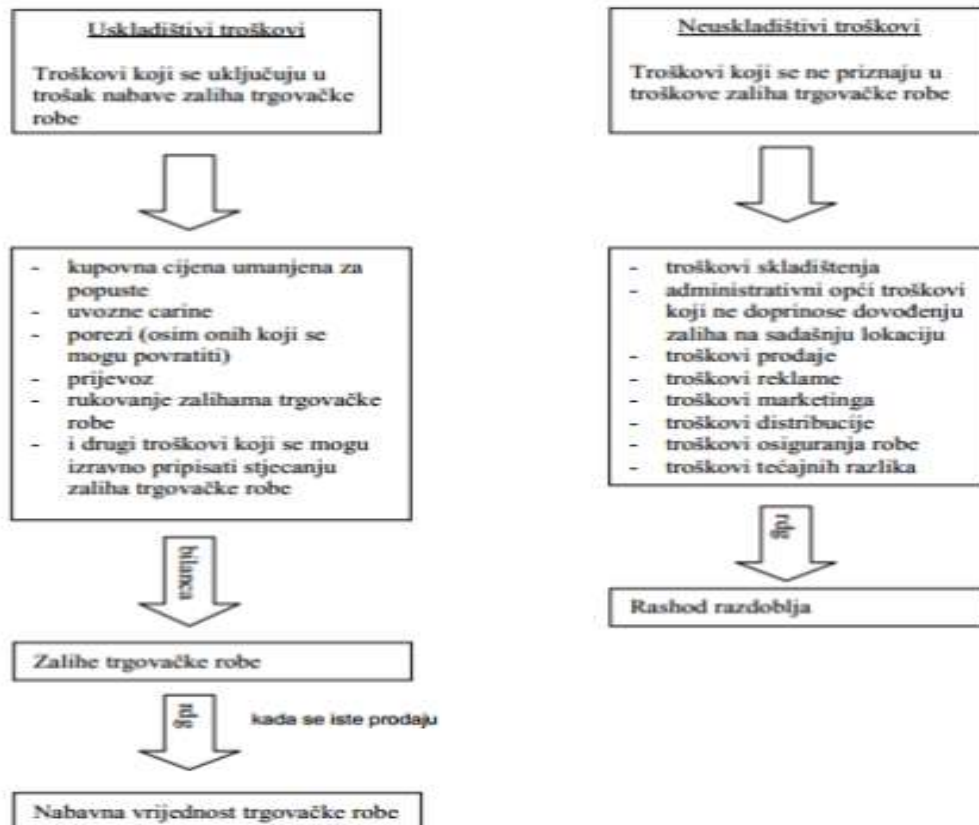 Uskladištivi troškovi
Troškovi koji se uključuju u
trošak nabave zaliha trgovačke
robe
- kupovna cijena umanjena za
popuste
- uvozne carine
- porezi (osim onih koji se
mogu povratiti)
- prijevoz
- rukovanje zalihama trgovačke
robe
- i drugi troškovi koji se mogu
izravno pripisati stjecanju
zaliha trgovačke robe
bilanca
Zalihe trgovačke robe
rdg
kada se iste prodaju
Nabavna vrijednost trgovačke robe
Neuskladištivi troškovi
Troškovi koji se ne priznaju u
troškove zaliha trgovačke robe
- troškovi skladištenja
- administrativni opći troškovi
koji ne doprinose dovođenju
zaliha na sadašnju lokaciju
- troškovi prodaje
- troškovi reklame
- troškovi marketinga
- troškovi distribucije
- troškovi osiguranja robe
- troškovi tečajnih razlika
rdg
Rashod razdoblja